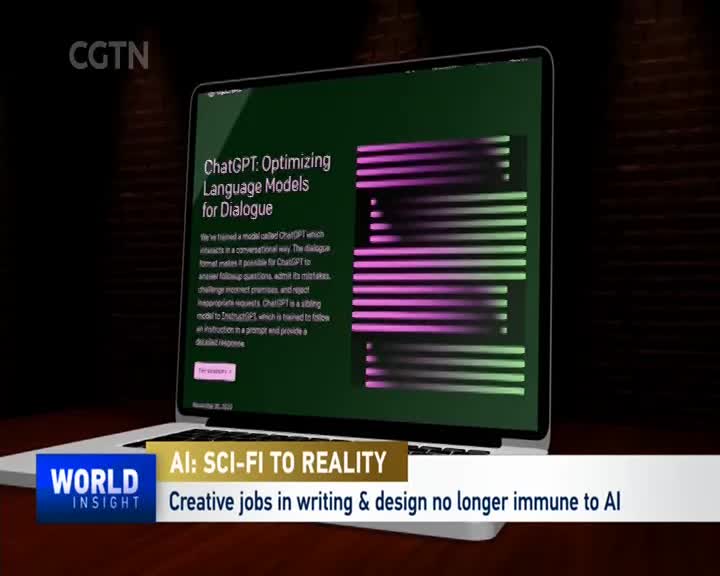 CGTN
ChatGPT: Optimizing
Language Models
for Dialogue
We've trained a model called ChatGPT which
interacts in a conversational way. The dialogue
format makes it possible for ChatGPT to
answer followup questions, admit its mistakes,
challenge incorrect premises, and reject
inappropriate requests. ChatGPT is a sibling
model to InstructGPT, which is trained to follow
an instruction in a prompt and provide a
detailed response.
November 30, 2022
AI: SCI-FI TO REALITY
WORLD
INSIGHT
Creative jobs in writing & design no longer immune to AI